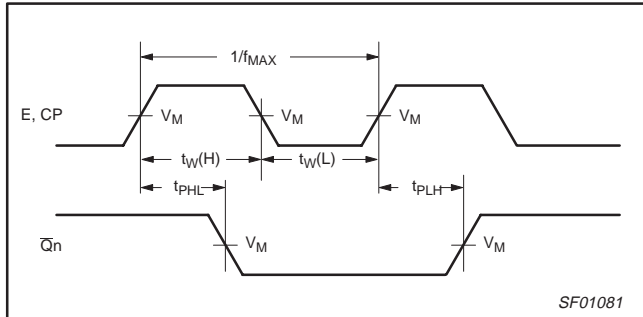 1/fMAX
E, CP
VM VM VM
tW(H) tW(L)
tPHL tPLH
Q̅n
VM VM
SF01081